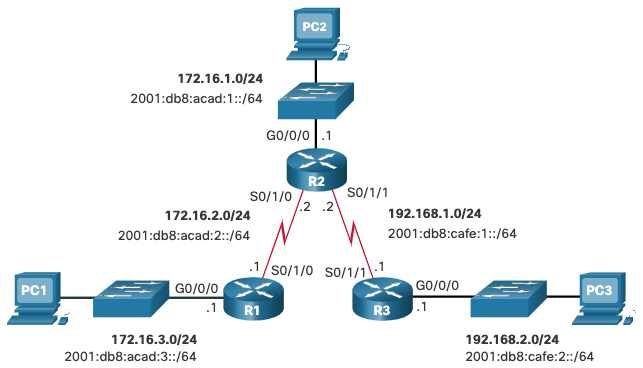 PC2
172.16.1.0/24
2001:db8:acad:1::/64
G0/0/0
.1
R2
S0/1/0
S0/1/1
.2
.2
172.16.2.0/24
2001:db8:acad:2::/64
192.168.1.0/24
2001:db8:cafe:1::/64
.1
S0/1/0
S0/1/1
.1
PC1
G0/0/0
.1
R1
R3
G0/0/0
.1
PC3
172.16.3.0/24
2001:db8:acad:3::/64
192.168.2.0/24
2001:db8:cafe:2::/64